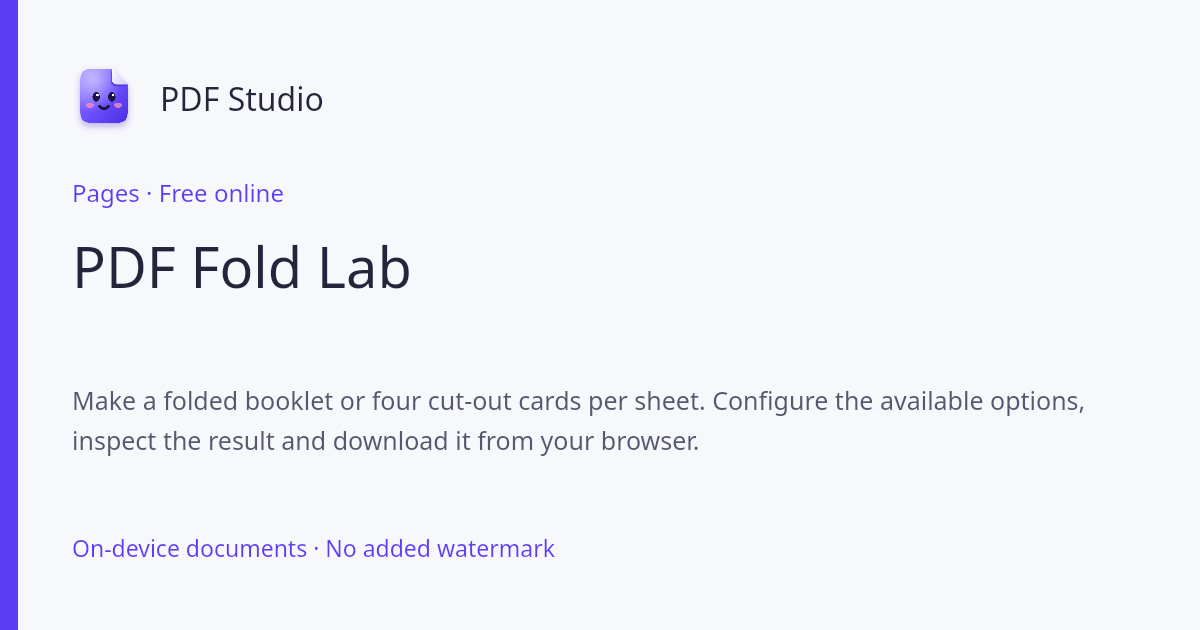 PDF Studio
Pages · Free online
PDF Fold Lab
Make a folded booklet or four cut-out cards per sheet. Configure the available options,
inspect the result and download it from your browser.
On-device documents · No added watermark